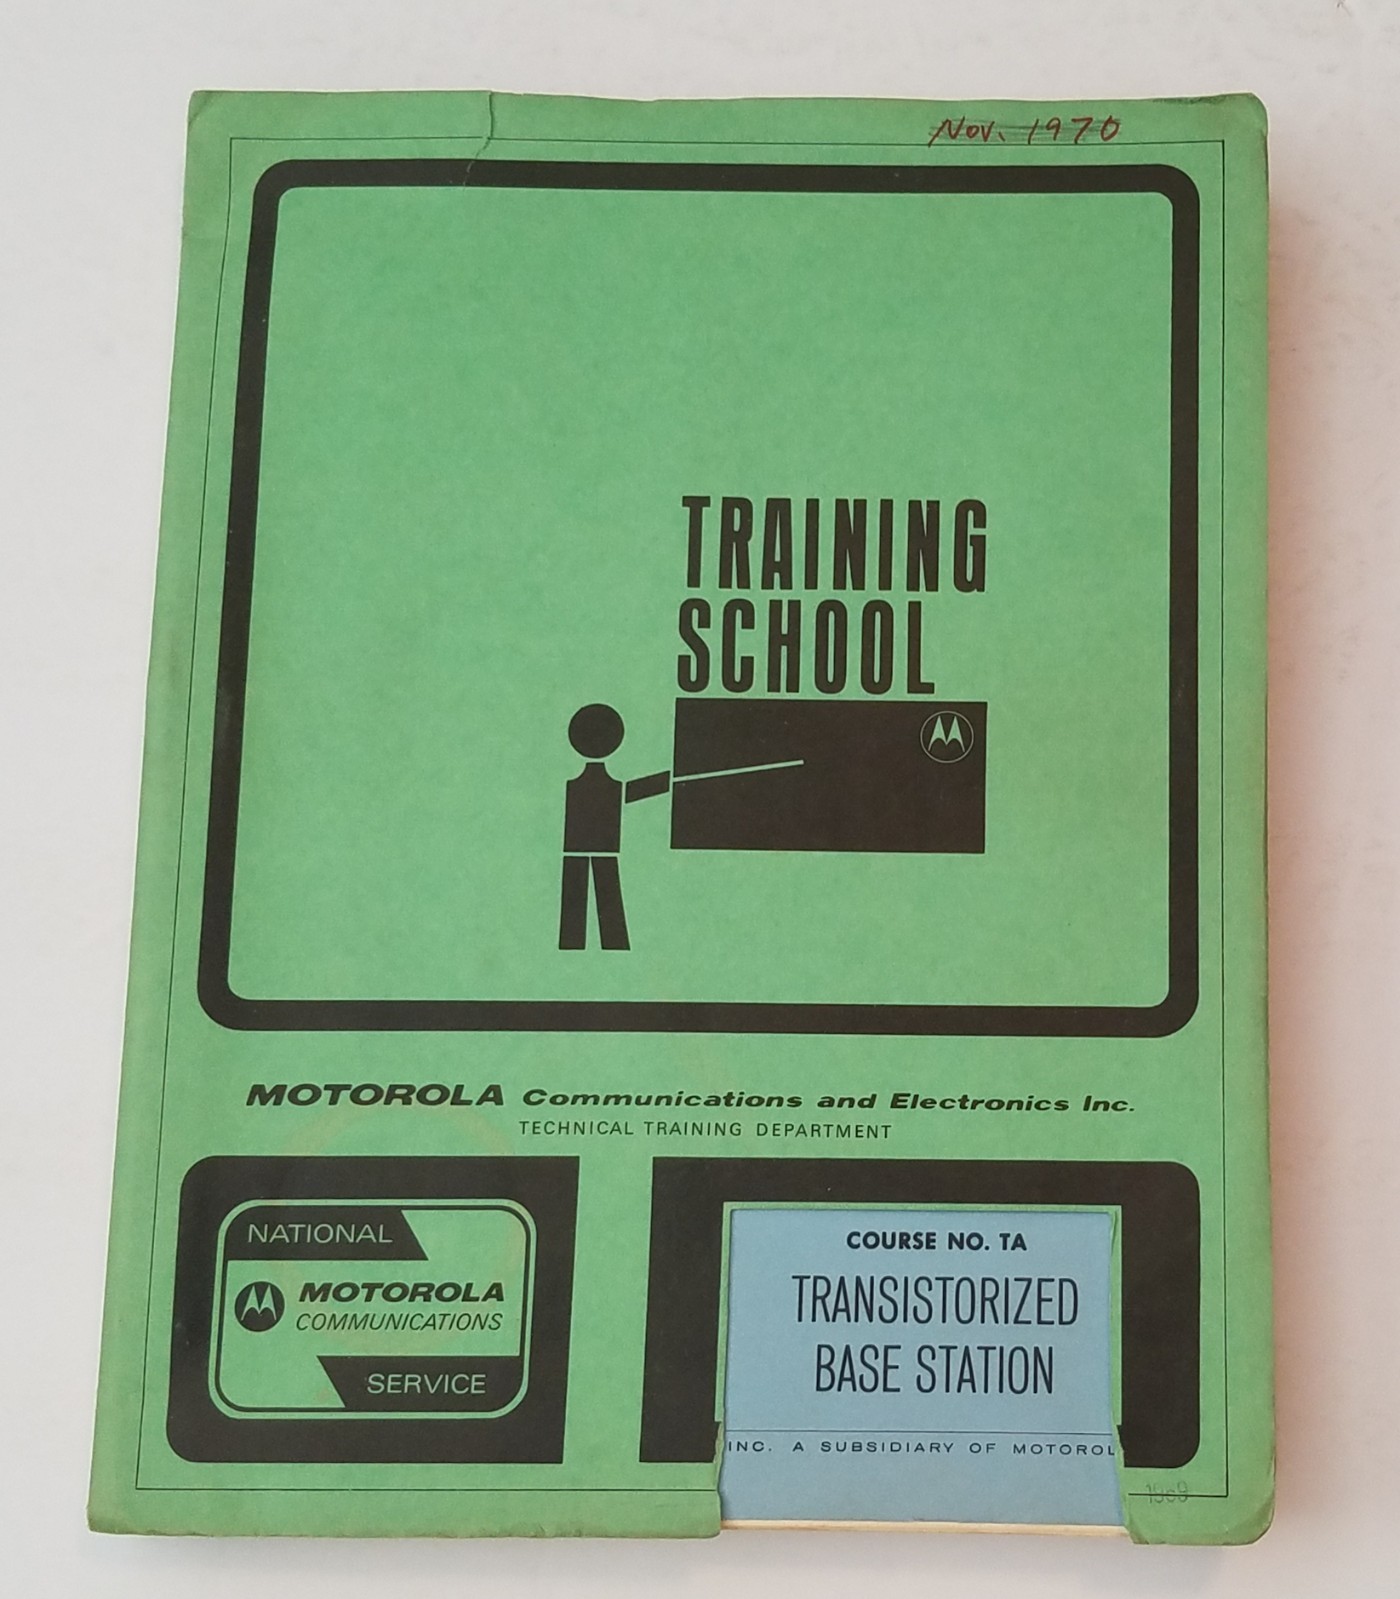 Nov. 1970
TRAINING
SCHOOL
MOTOROLA Communications and Electronics Inc.
TECHNICAL TRAINING DEPARTMENT
NATIONAL
MOTOROLA
COMMUNICATIONS
SERVICE
COURSE NO. TA
TRANSISTORIZED
BASE STATION
INC. A SUBSIDIARY OF MOTOROL
1969